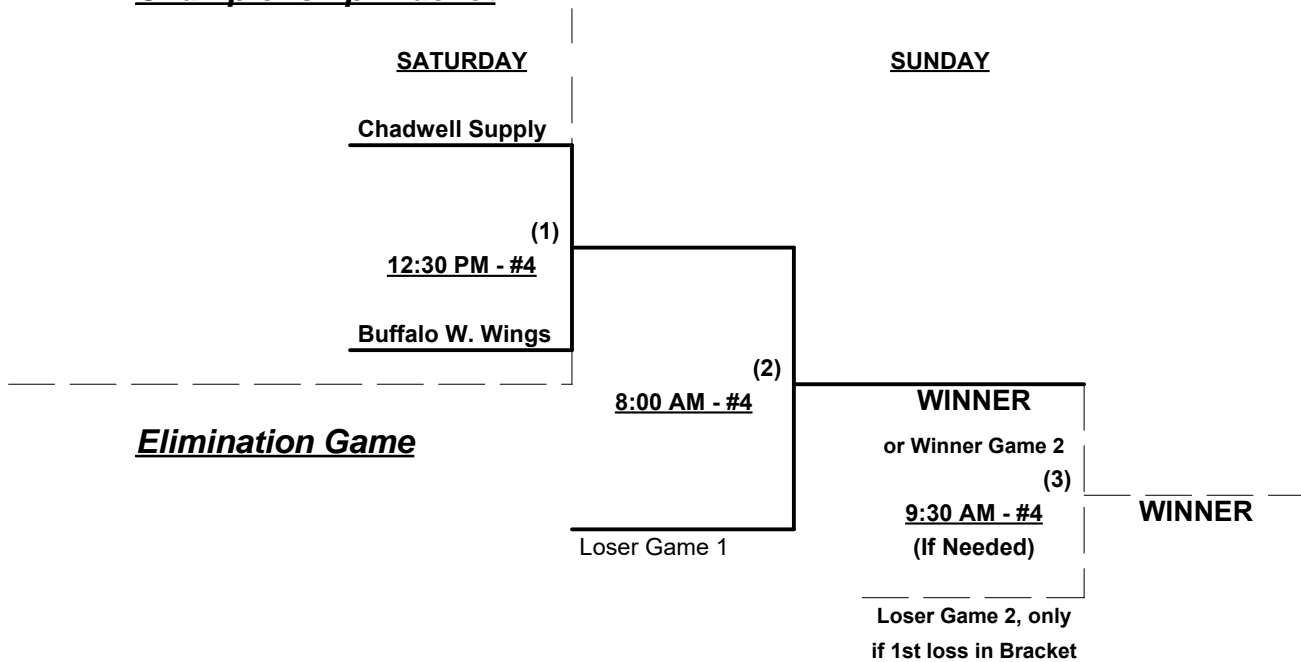 SATURDAY
SUNDAY
Chadwell Supply
(1)
12:30 PM - #4
Buffalo W. Wings
(2)
8:00 AM - #4
WINNER
Elimination Game
or Winner Game 2
(3)
9:30 AM - #4
WINNER
Loser Game 1
(If Needed)
Loser Game 2, only
if 1st loss in Bracket